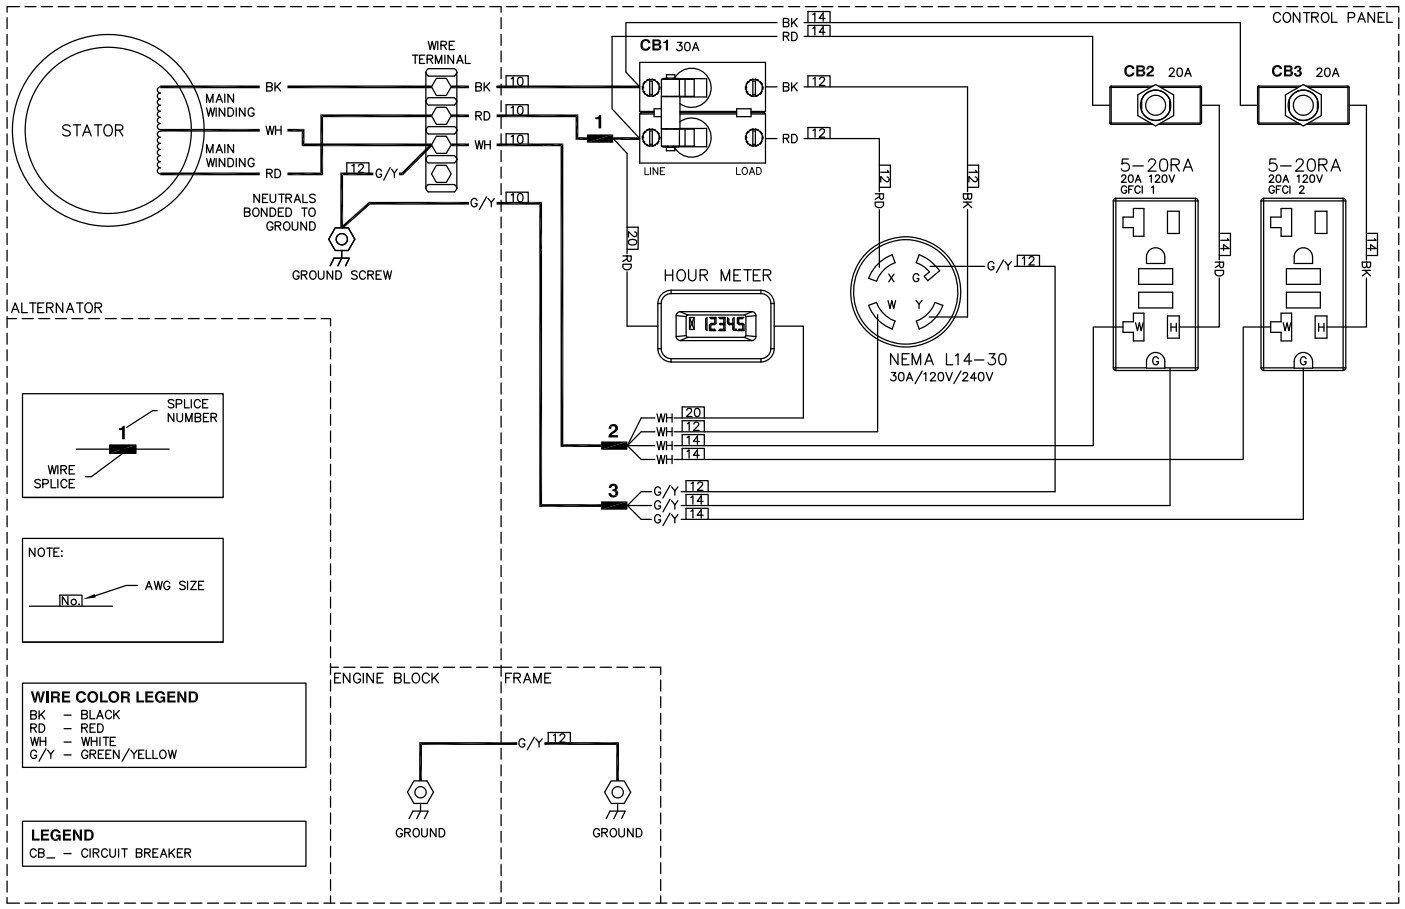 CONTROL PANEL
BK 14
RD 14
WIRE
TERMINAL
CB1 30A
STATOR
MAIN
WINDING
MAIN
WINDING
BK
WH
RD
12 G/Y
BK 10
RD 10
WH 10
G/Y 10
1
LINE
LOAD
BK 12
RD 12
CB2 20A
CB3 20A
NEUTRALS
BONDED TO
GROUND
GROUND SCREW
20 RD
12 RD
12 BK
5-20RA
20A 120V
GFCI 1
5-20RA
20A 120V
GFCI 2
14 RD
14 BK
HOUR METER
12345
X G
W Y
G/Y 12
NEMA L14-30
30A/120V/240V
W H
G
W H
G
ALTERNATOR
SPLICE
NUMBER
1
WIRE
SPLICE
2
WH 20
WH 12
WH 14
WH 14
3
G/Y 12
G/Y 14
G/Y 14
NOTE:
No.
AWG SIZE
WIRE COLOR LEGEND
BK - BLACK
RD - RED
WH - WHITE
G/Y - GREEN/YELLOW
LEGEND
CB_ - CIRCUIT BREAKER
ENGINE BLOCK
FRAME
G/Y 12
GROUND
GROUND